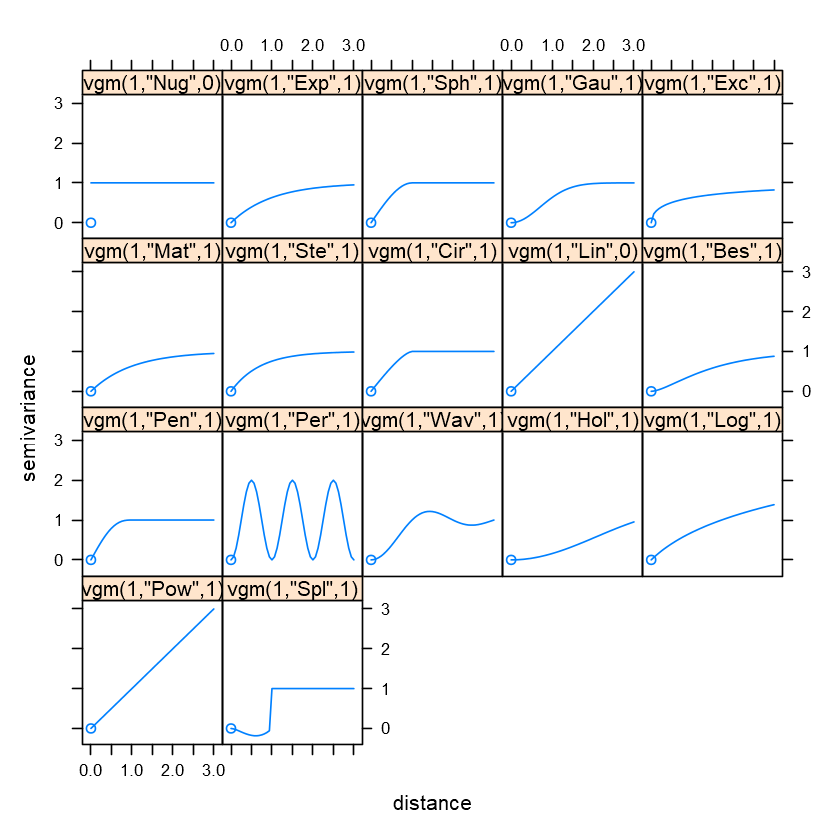 0.0 1.0 2.0 3.0 0.0 1.0 2.0 3.0
vgm(1,"Nug",0) vgm(1,"Exp",1) vgm(1,"Sph",1) vgm(1,"Gau",1) vgm(1,"Exc",1)
3
2
1
0
vgm(1,"Mat",1) vgm(1,"Ste",1) vgm(1,"Cir",1) vgm(1,"Lin",0) vgm(1,"Bes",1)
3
2
1
0
semivariance
vgm(1,"Pen",1) vgm(1,"Per",1) vgm(1,"Wav",1) vgm(1,"Hol",1) vgm(1,"Log",1)
3
2
1
0
vgm(1,"Pow",1) vgm(1,"Spl",1)
3
2
1
0
0.0 1.0 2.0 3.0
distance